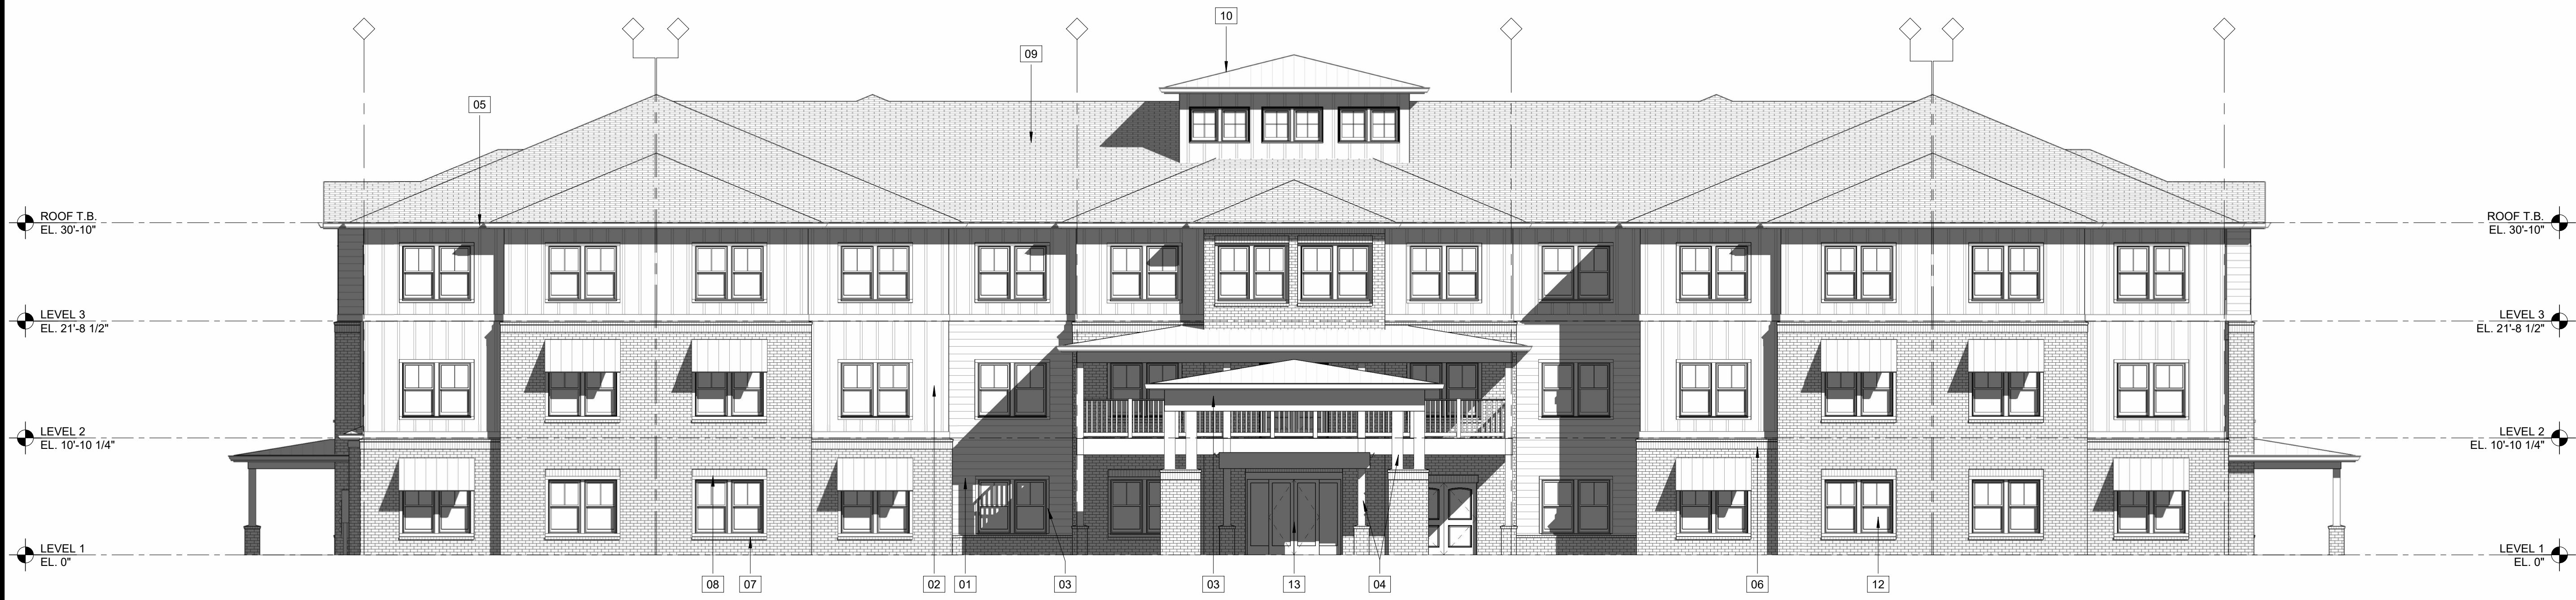 10
09
05
ROOF T.B.
EL. 30'-10"
ROOF T.B.
EL. 30'-10"
LEVEL 3
EL. 21'-8 1/2"
LEVEL 3
EL. 21'-8 1/2"
LEVEL 2
EL. 10'-10 1/4"
LEVEL 2
EL. 10'-10 1/4"
LEVEL 1
EL. 0"
LEVEL 1
EL. 0"
08
07
02
01
03
03
13
04
06
12